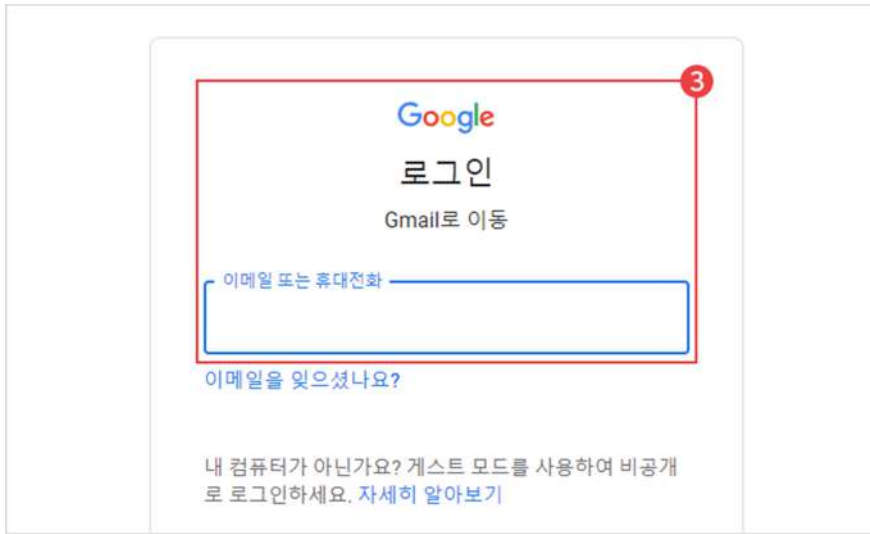 3
Google
로그인
Gmail로 이동
이메일 또는 휴대전화
이메일을 잊으셨나요?
내 컴퓨터가 아닌가요? 게스트 모드를 사용하여 비공개
로 로그인하세요. 자세히 알아보기